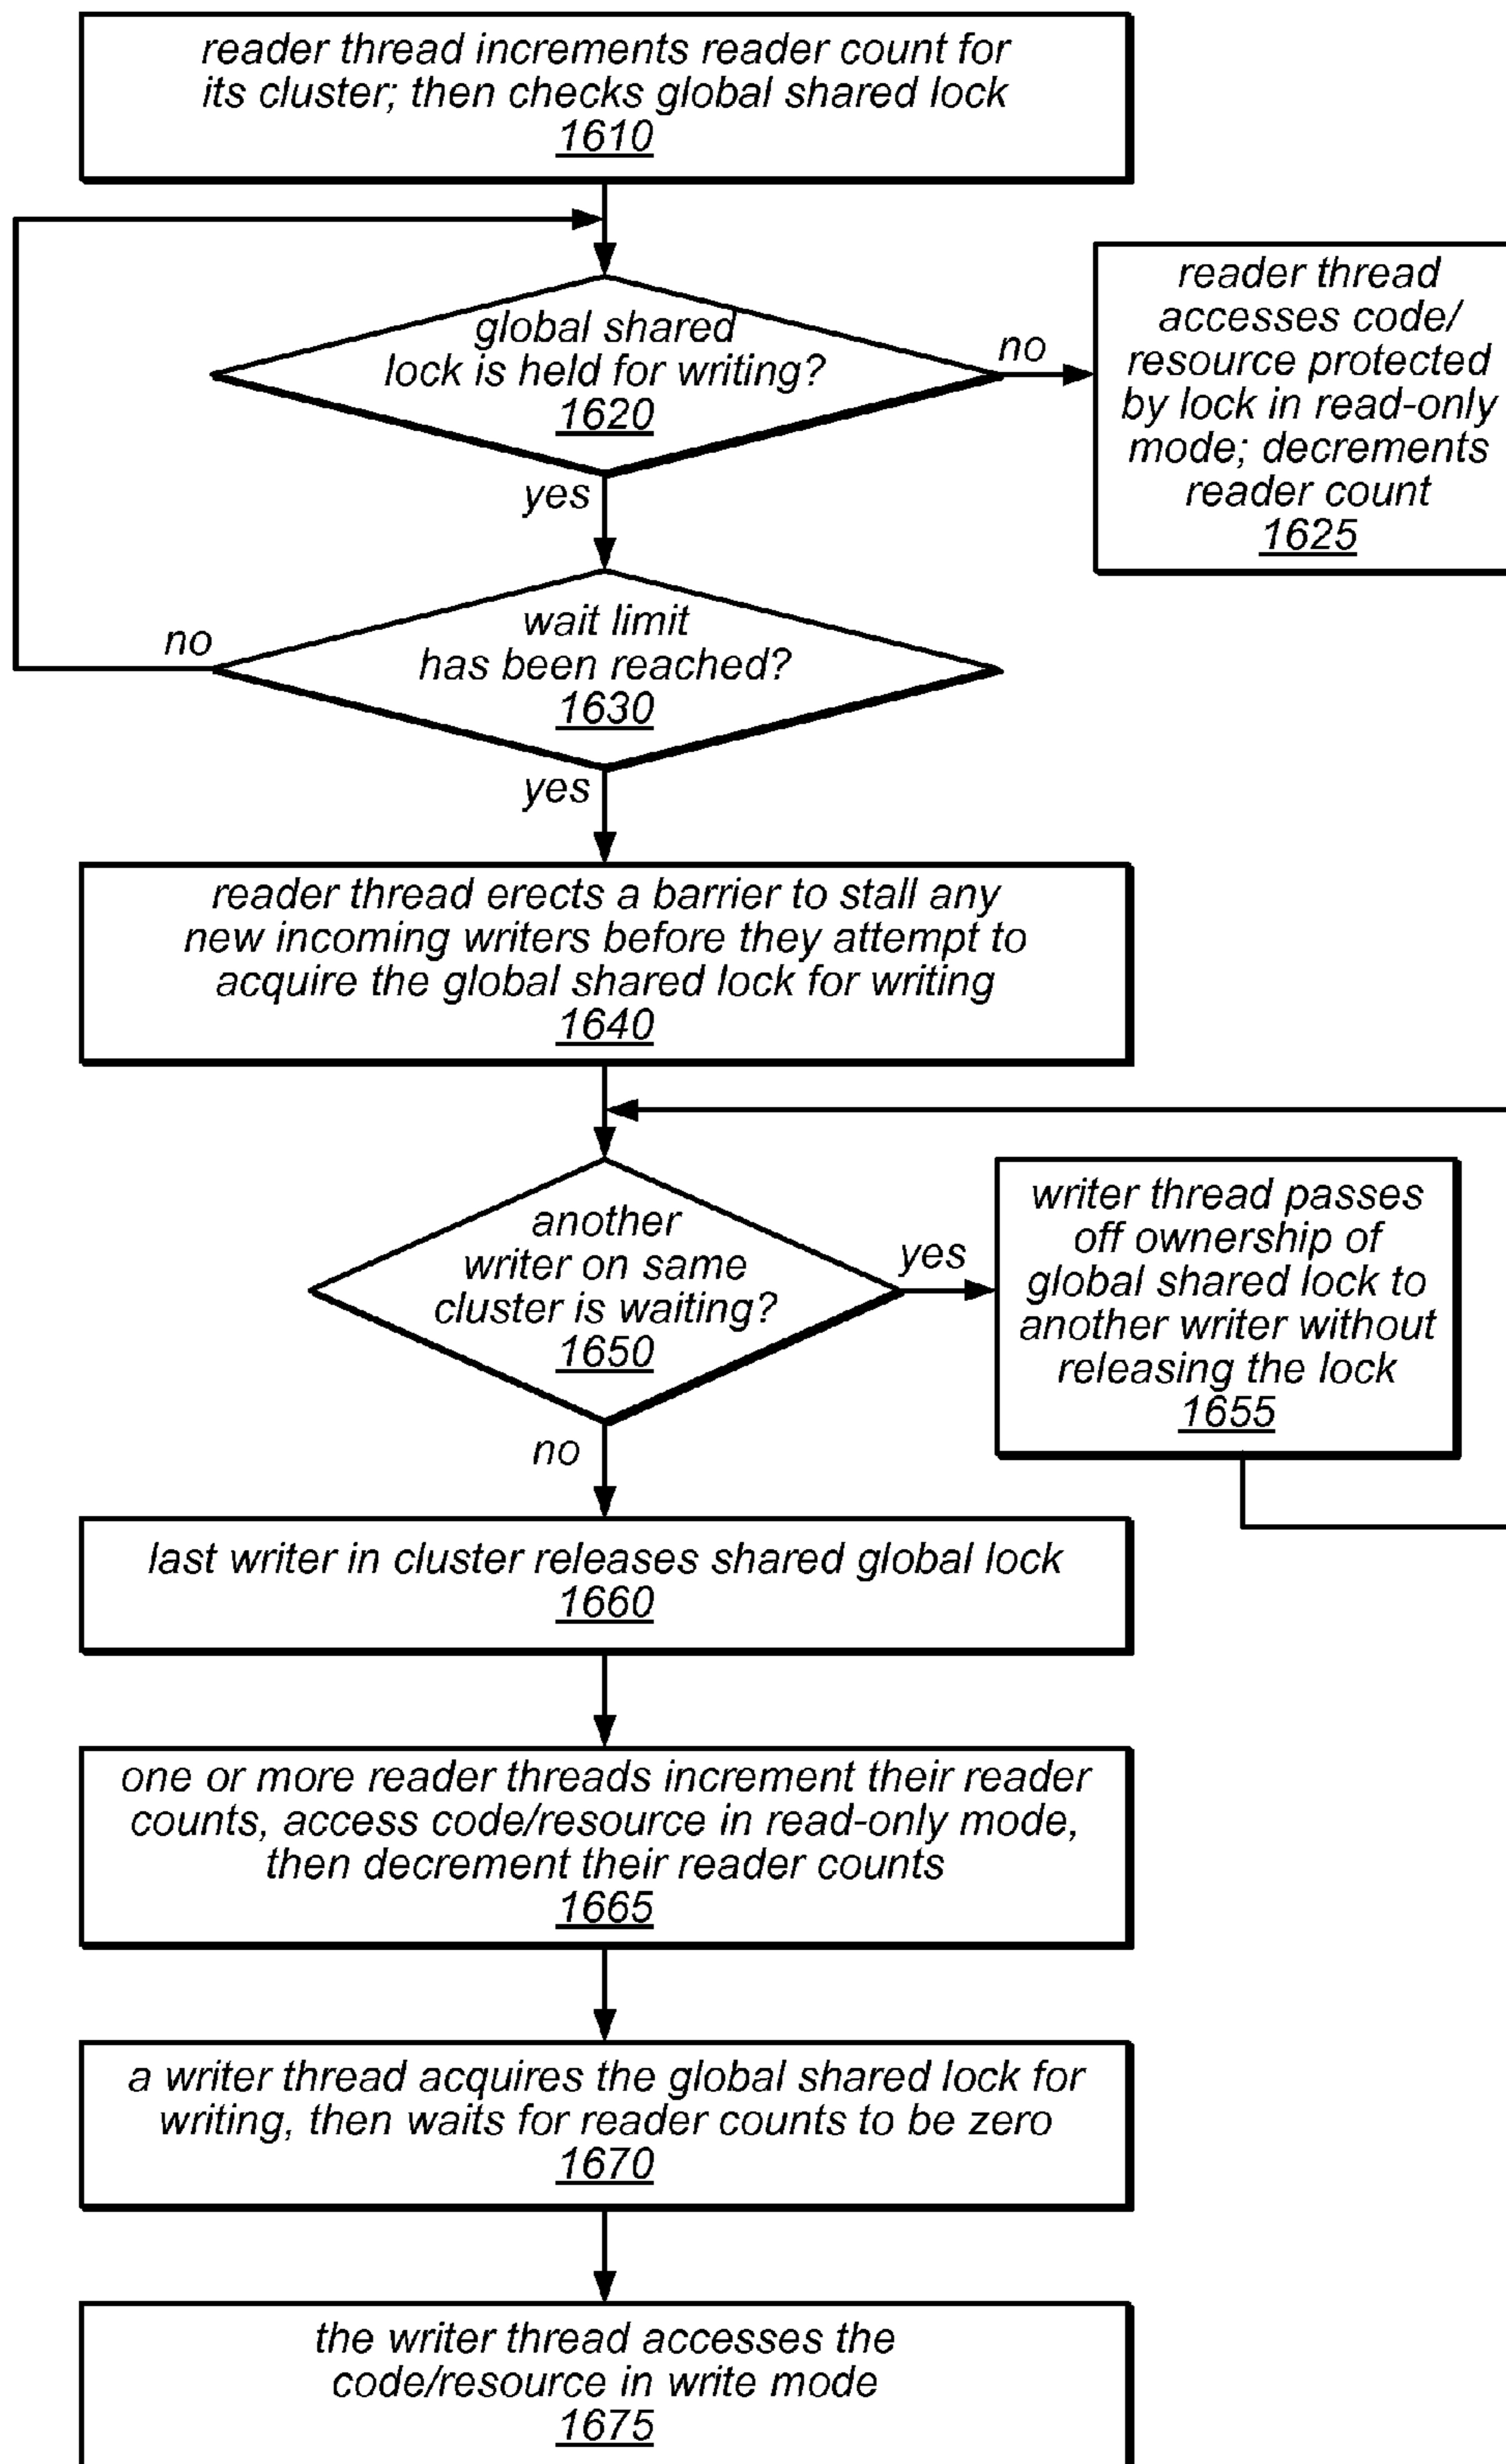 reader thread increments reader count for
its cluster; then checks global shared lock
1610
global shared
lock is held for writing?
1620
no
reader thread
accesses code/
resource protected
by lock in read-only
mode; decrements
reader count
1625
yes
wait limit
has been reached?
1630
no
yes
reader thread erects a barrier to stall any
new incoming writers before they attempt to
acquire the global shared lock for writing
1640
another
writer on same
cluster is waiting?
1650
yes
writer thread passes
off ownership of
global shared lock to
another writer without
releasing the lock
1655
no
last writer in cluster releases shared global lock
1660
one or more reader threads increment their reader
counts, access code/resource in read-only mode,
then decrement their reader counts
1665
a writer thread acquires the global shared lock for
writing, then waits for reader counts to be zero
1670
the writer thread accesses the
code/resource in write mode
1675